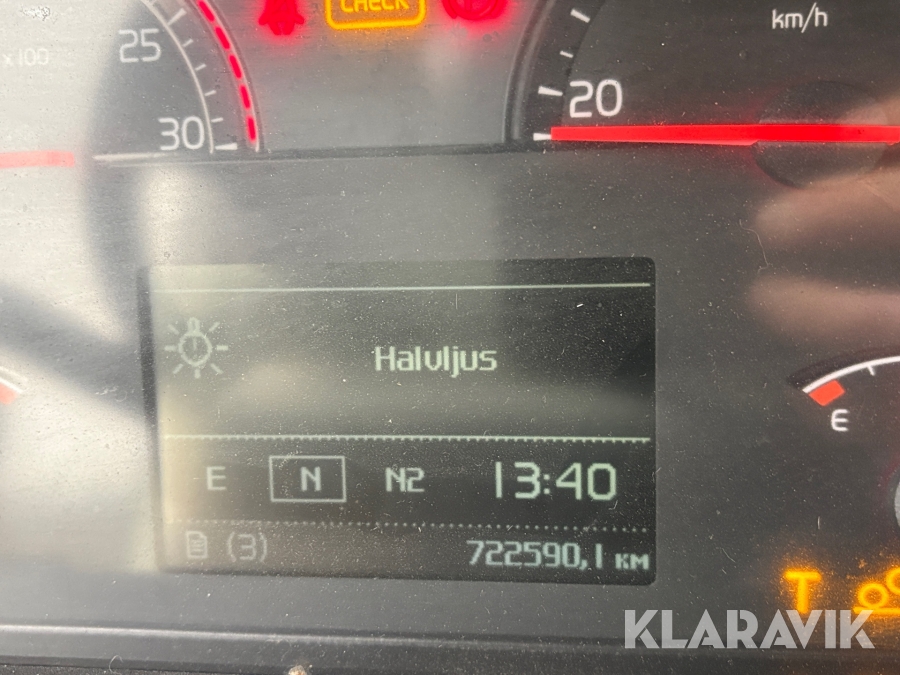 CHECK
km/h
25
x100
20
30
Halvljus
E
E N N2 13:40
(3) 722590,1 KM
T
KLARAVIK